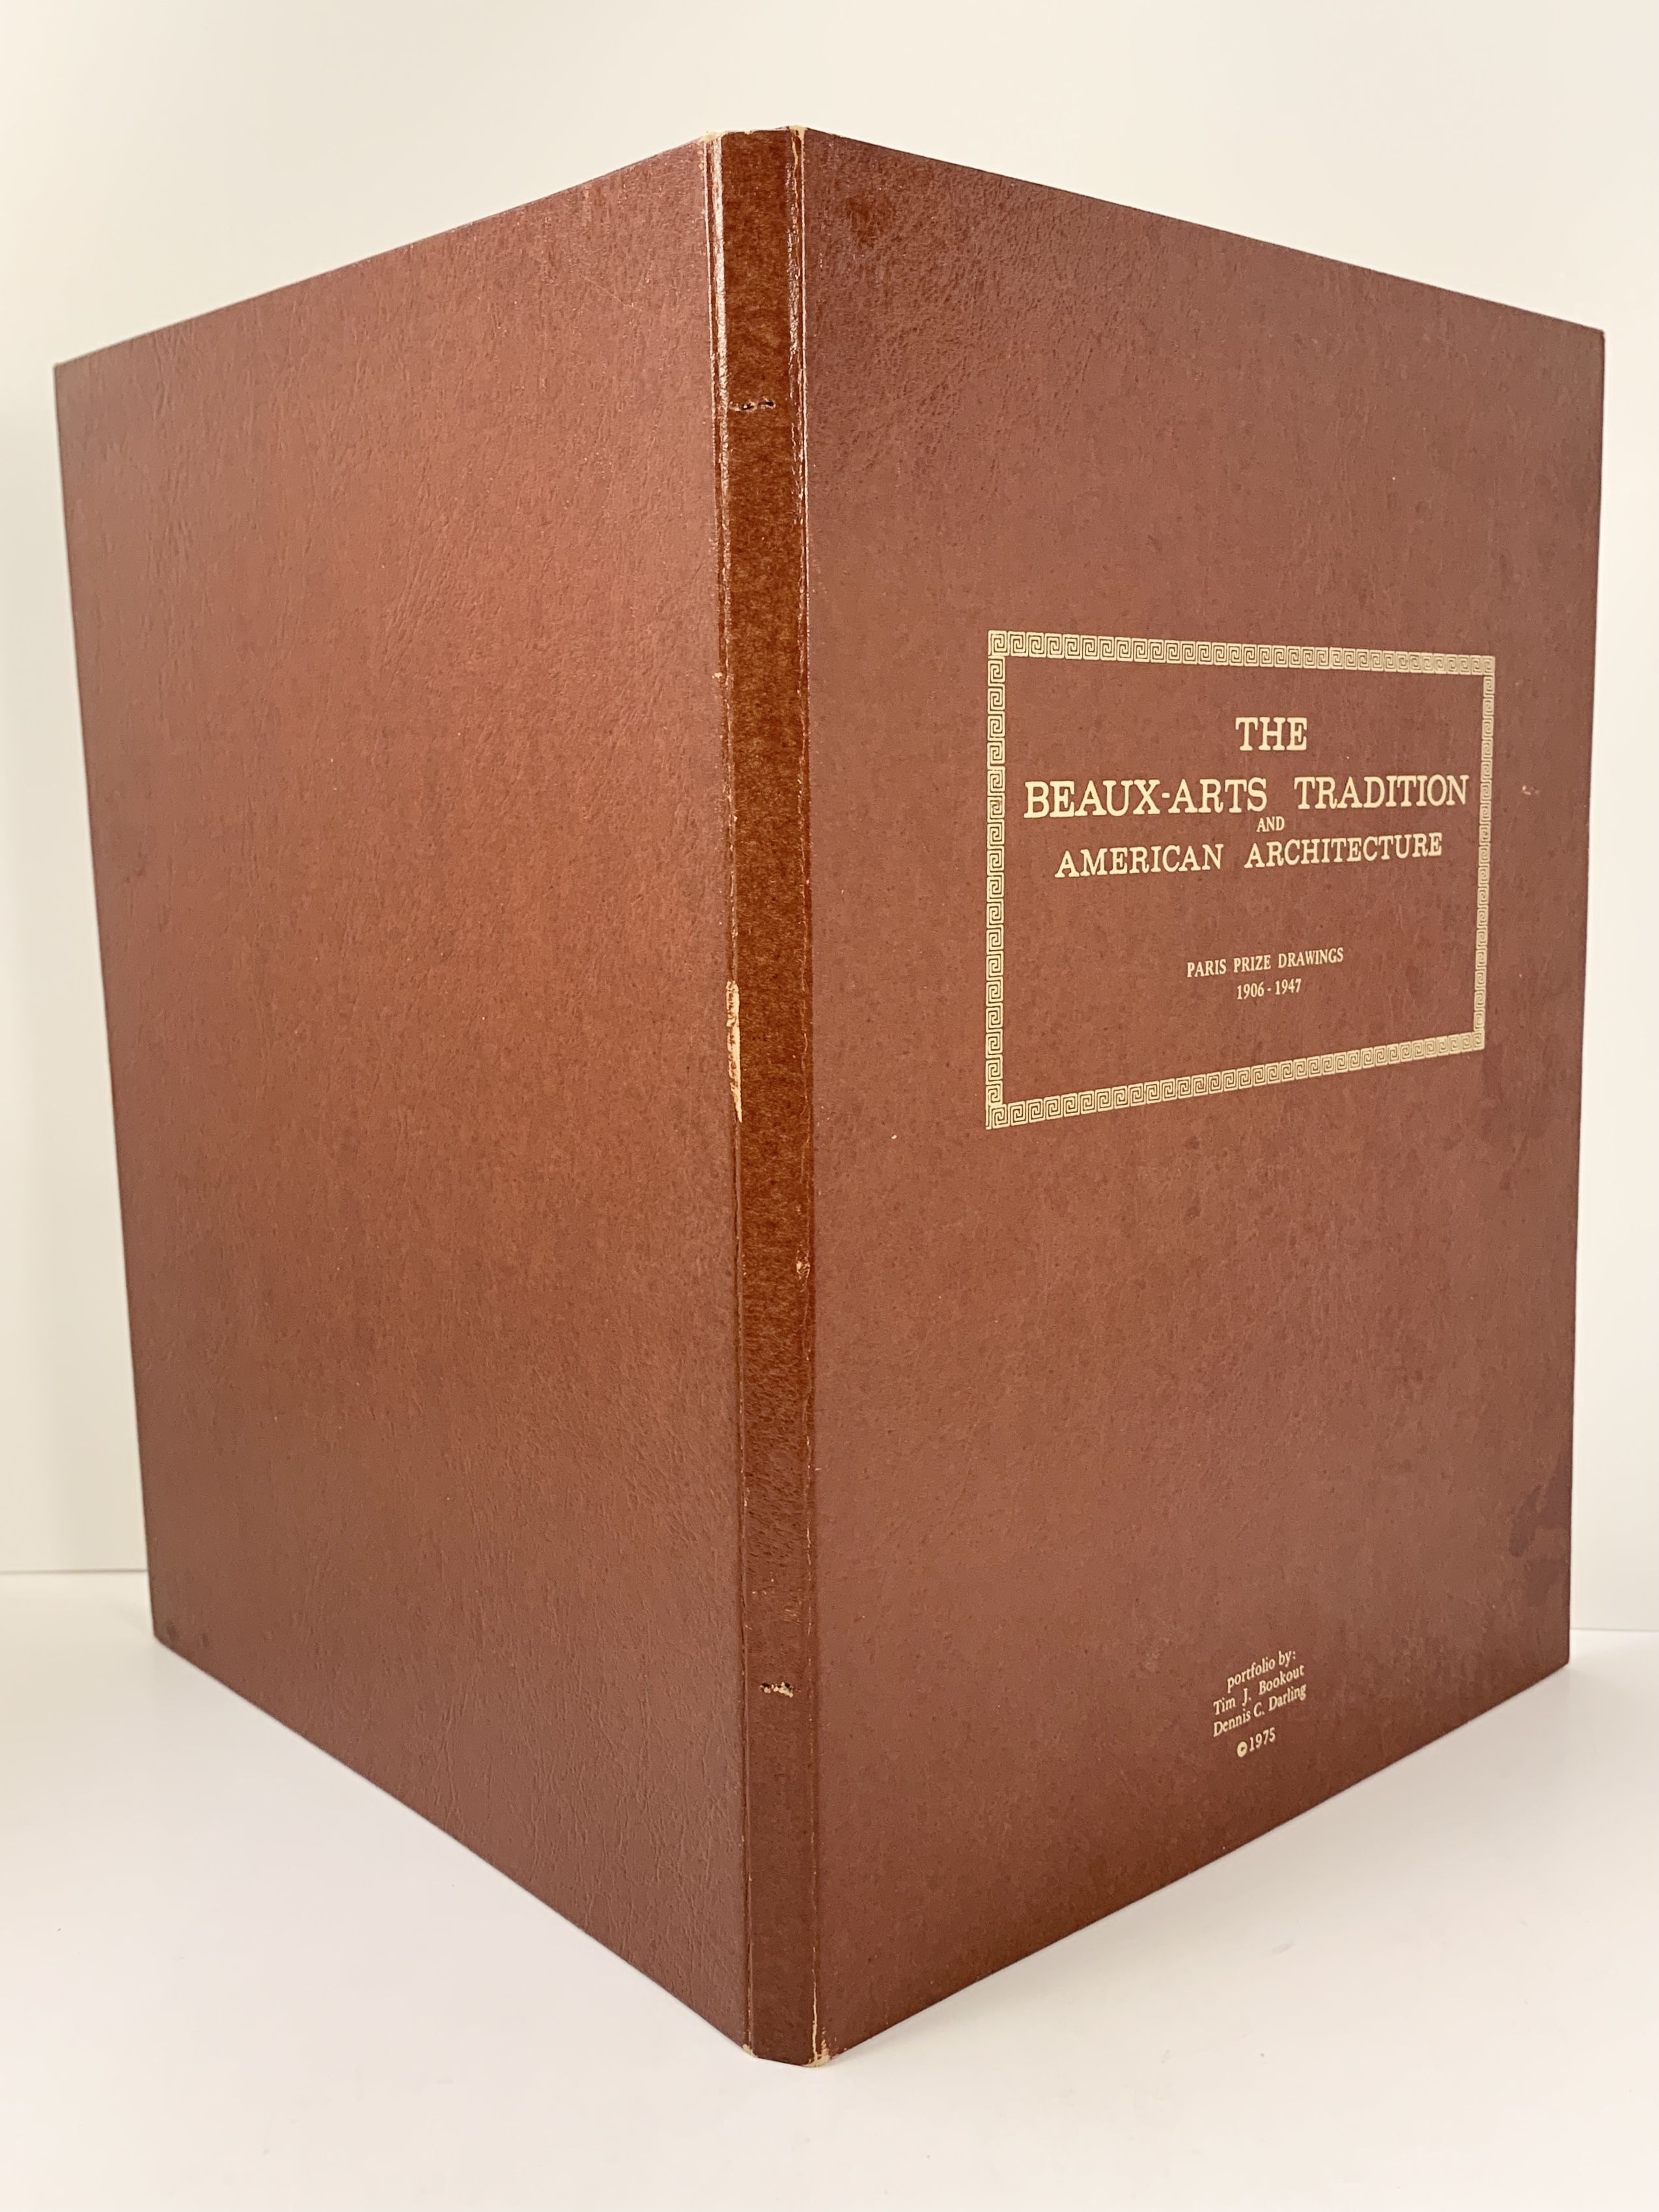 THE
BEAUX-ARTS TRADITION
AND
AMERICAN ARCHITECTURE
PARIS PRIZE DRAWINGS
1906 - 1947
portfolio by:
Tim J. Bookout
Dennis C. Darling
©1975